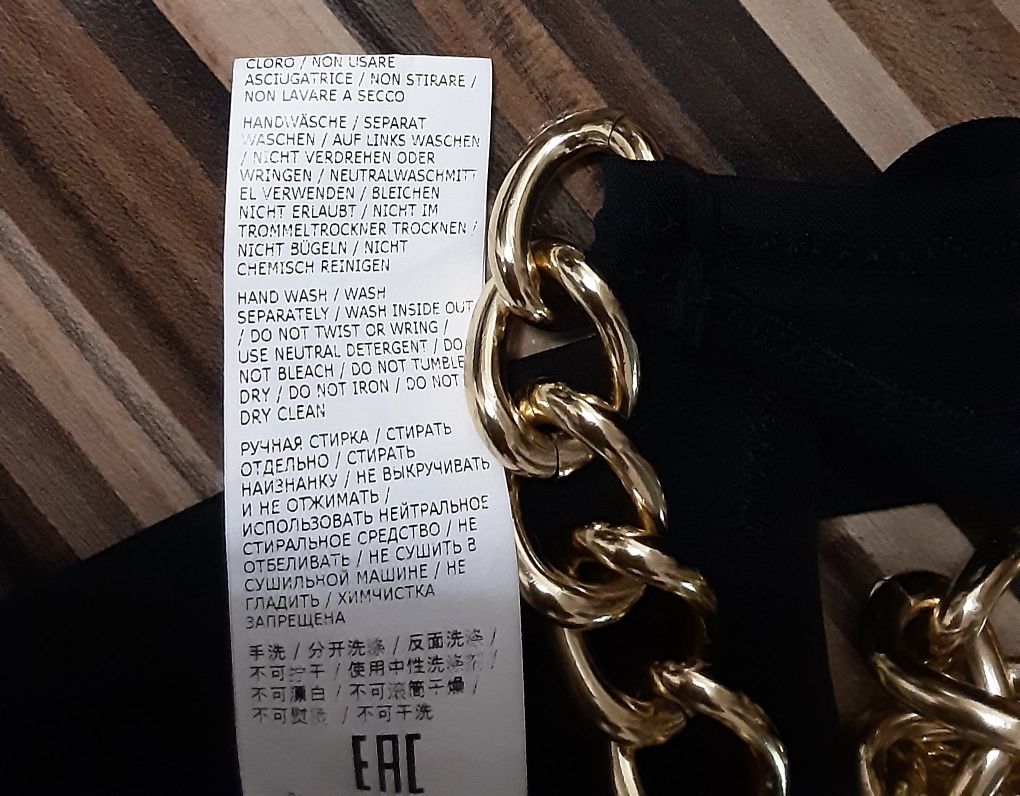 CLORO / NON USARE
ASCIUGATRICE / NON STIRARE /
NON LAVARE A SECCO
HANDWÄSCHE / SEPARAT
WASCHEN / AUF LINKS WASCHEN
/ NICHT VERDREHEN ODER
WRINGEN / NEUTRALWASCHMITT
EL VERWENDEN / BLEICHEN
NICHT ERLAUBT / NICHT IM
TROMMELTROCKNER TROCKNEN /
NICHT BÜGELN / NICHT
CHEMISCH REINIGEN
HAND WASH / WASH
SEPARATELY / WASH INSIDE OUT
/ DO NOT TWIST OR WRING /
USE NEUTRAL DETERGENT / DO
NOT BLEACH / DO NOT TUMBLE
DRY / DO NOT IRON / DO NOT
DRY CLEAN
РУЧНАЯ СТИРКА / СТИРАТЬ
ОТДЕЛЬНО / СТИРАТЬ
НАИЗНАНКУ / НЕ ВЫКРУЧИВАТЬ
И НЕ ОТЖИМАТЬ /
ИСПОЛЬЗОВАТЬ НЕЙТРАЛЬНОЕ
СТИРАЛЬНОЕ СРЕДСТВО / НЕ
ОТБЕЛИВАТЬ / НЕ СУШИТЬ В
СУШИЛЬНОЙ МАШИНЕ / НЕ
ГЛАДИТЬ / ХИМЧИСТКА
ЗАПРЕЩЕНА
手洗 / 分开洗涤 / 反面洗涤 /
不可拧干 / 使用中性洗涤剂 /
不可漂白 / 不可滚筒干燥 /
不可熨烫 / 不可干洗
EAC